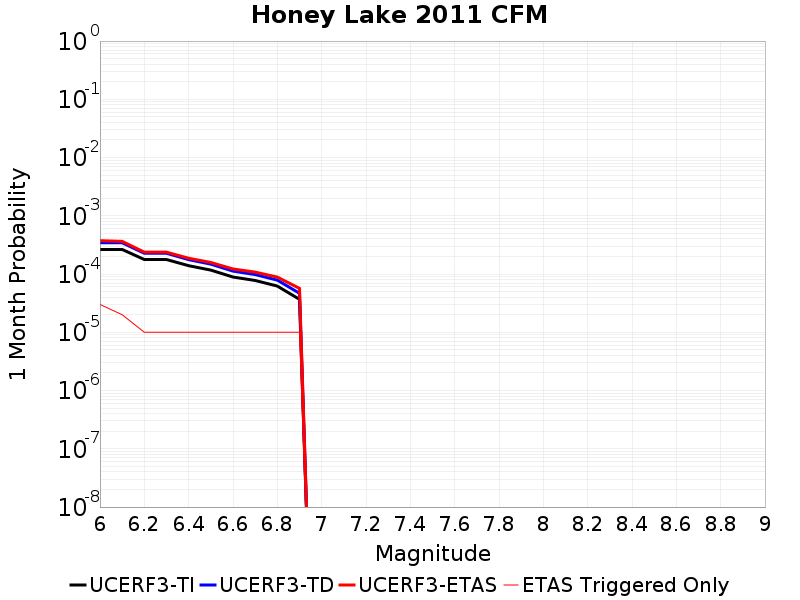 Honey Lake 2011 CFM
10^0
10^-1
10^-2
10^-3
10^-4
10^-5
10^-6
10^-7
10^-8
1 Month Probability
6 6.2 6.4 6.6 6.8 7 7.2 7.4 7.6 7.8 8 8.2 8.4 8.6 8.8 9
Magnitude
UCERF3-TI UCERF3-TD UCERF3-ETAS ETAS Triggered Only